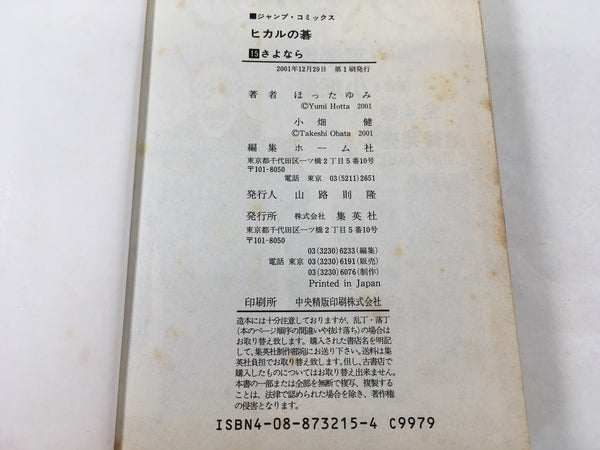 ■ジャンプ・コミックス
ヒカルの碁
15さよなら
2001年12月29日 第1刷発行
著者 ほったゆみ
©Yumi Hotta 2001
小畑 健
©Takeshi Obata 2001
編集 ホーム社
東京都千代田区一ツ橋2丁目5番10号
〒101-8050
電話 東京 03(5211)2651
発行人 山路則隆
発行所 株式会社 集英社
東京都千代田区一ツ橋2丁目5番10号
〒101-8050
03(3230)6233(編集)
電話 東京 03(3230)6191(販売)
03(3230)6076(制作)
Printed in Japan
印刷所 中央精版印刷株式会社
造本には十分注意しておりますが、乱丁・落丁
(本のページ順序の間違いや抜け落ち)の場合は
お取り替え致します。購入された書店名を明記し
て、集英社制作部宛にお送り下さい。送料は集
英社負担でお取り替え致します。但し、古書店で
購入したものについてはお取り替え出来ません。
本書の一部または全部を無断で複写、複製する
ことは、法律で認められた場合を除き、著作権
の侵害となります。
ISBN4-08-873215-4 C9979